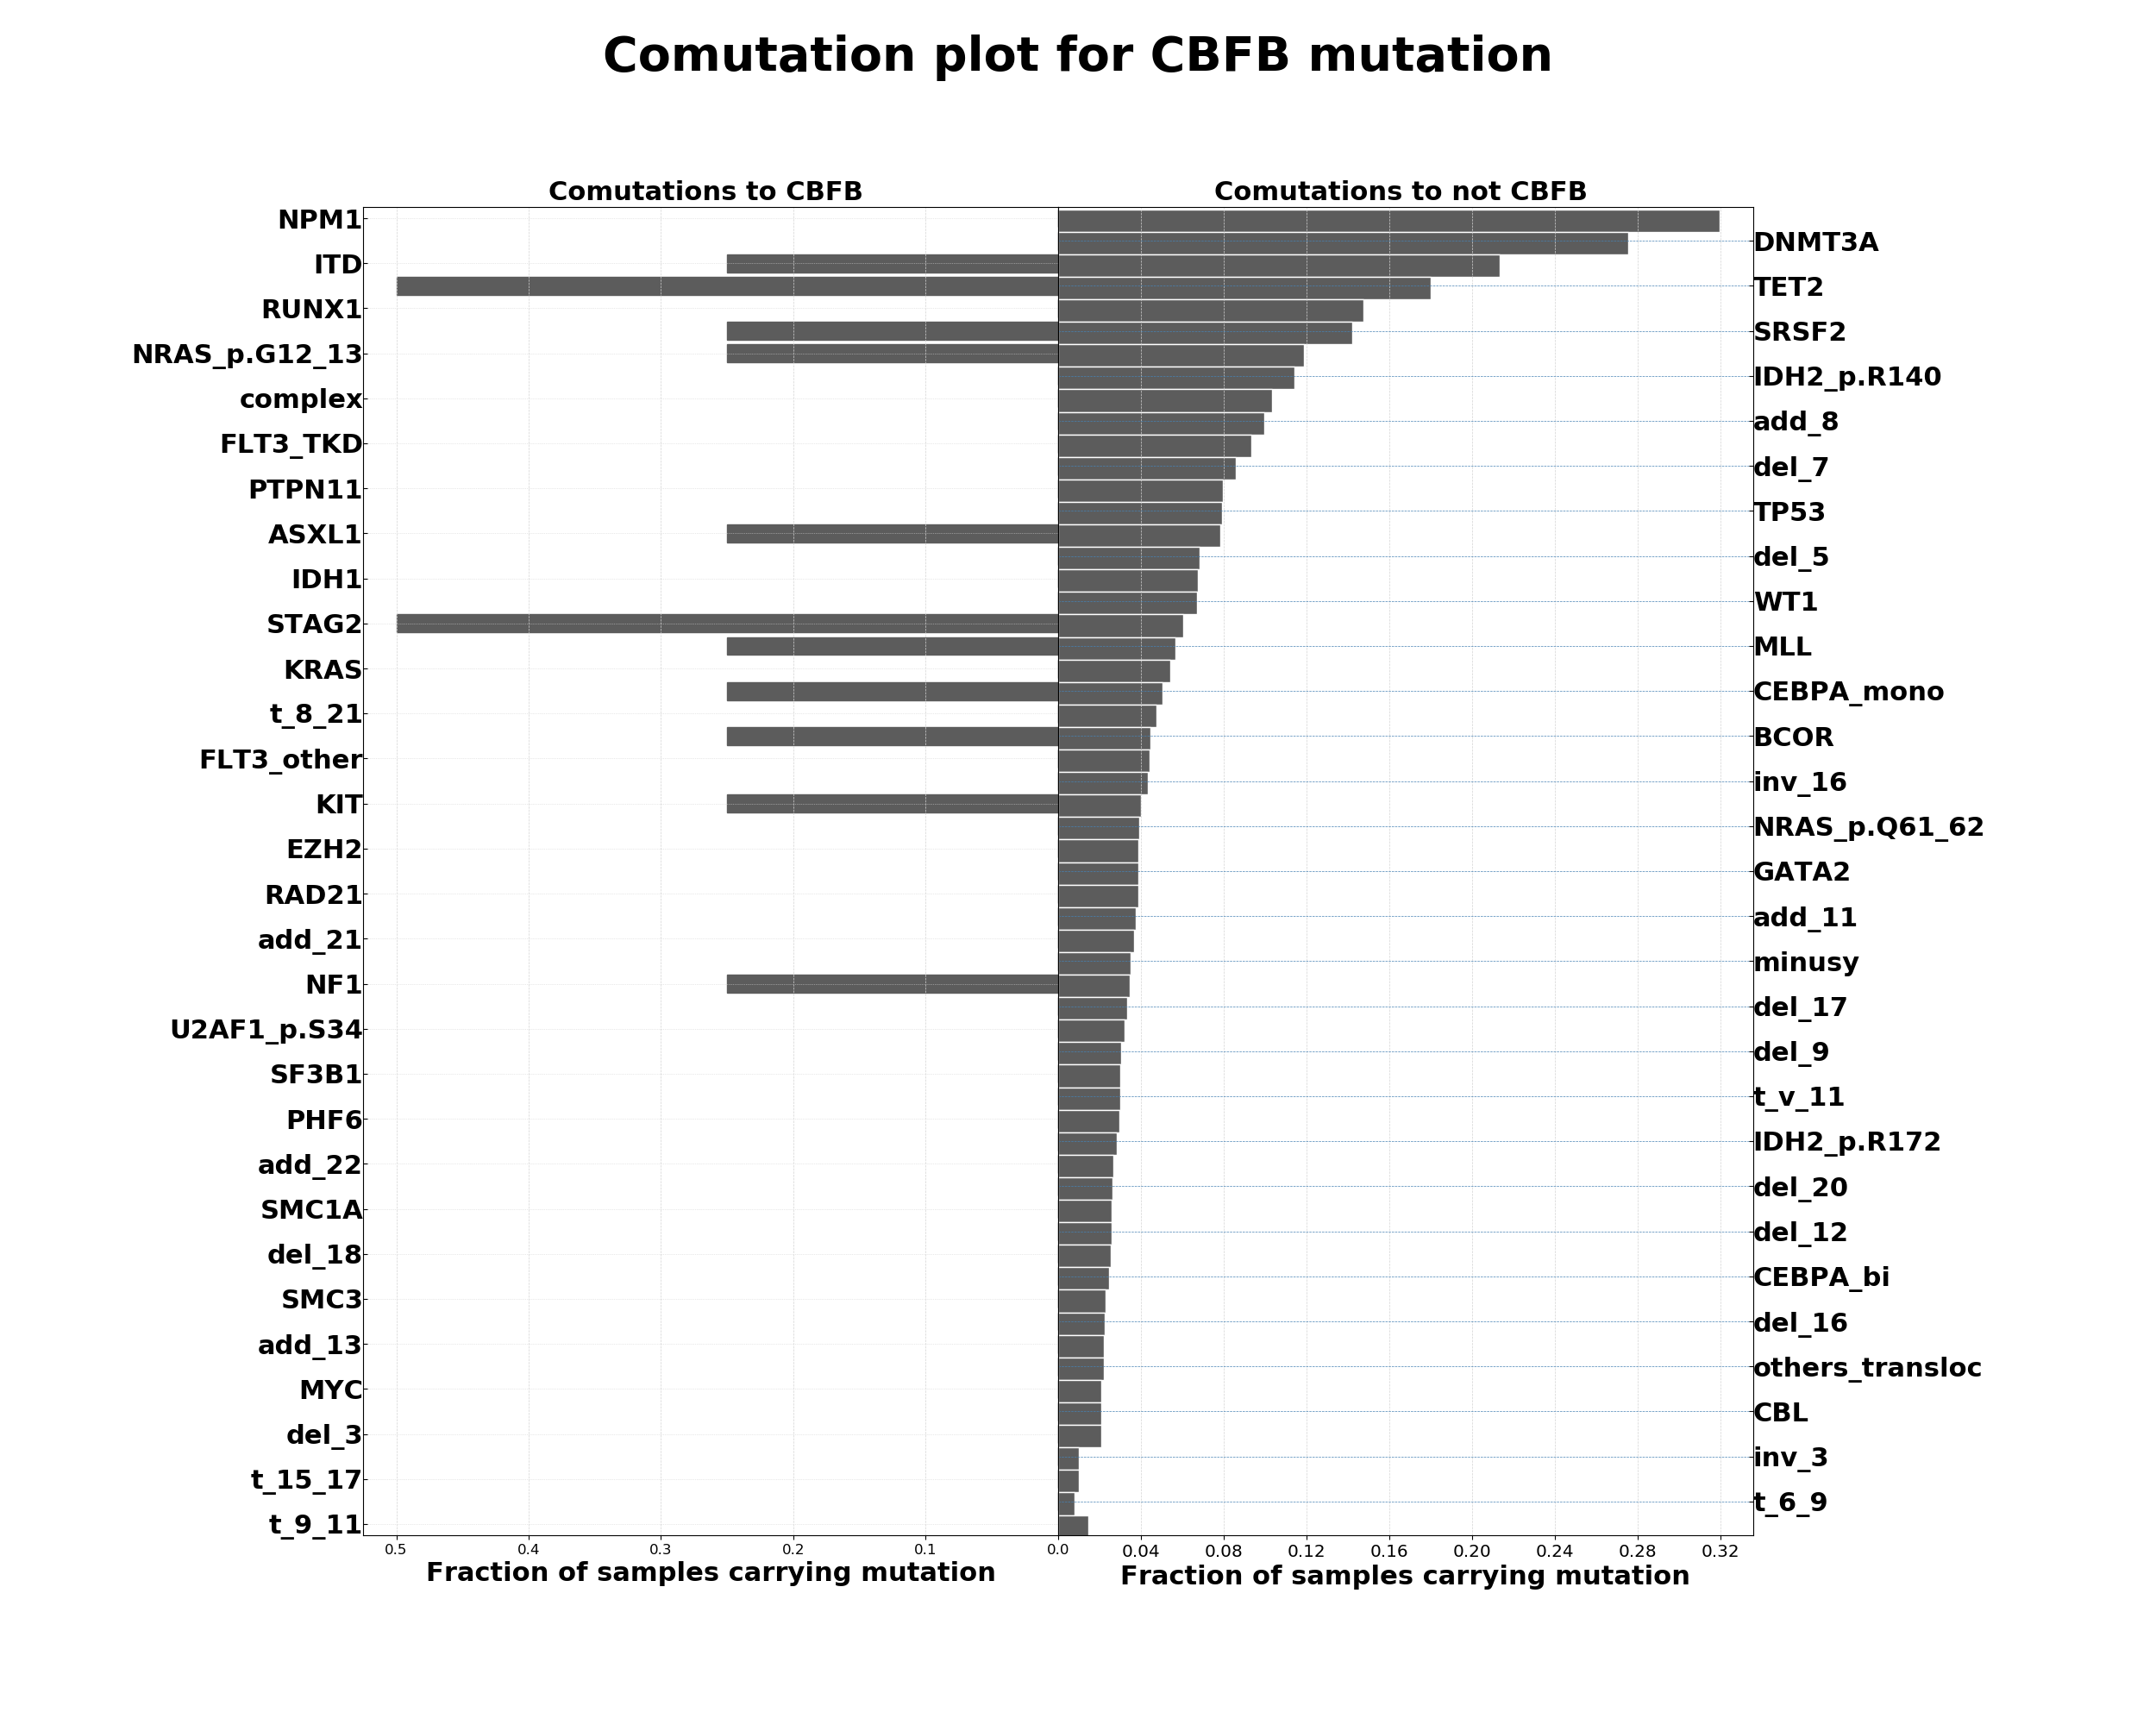 Comutation plot for CBFB mutation
Comutations to CBFB
Comutations to not CBFB
NPM1
DNMT3A
ITD
TET2
RUNX1
SRSF2
NRAS_p.G12_13
IDH2_p.R140
complex
add_8
FLT3_TKD
del_7
PTPN11
TP53
ASXL1
del_5
IDH1
WT1
STAG2
MLL
KRAS
CEBPA_mono
t_8_21
BCOR
FLT3_other
inv_16
KIT
NRAS_p.Q61_62
EZH2
GATA2
RAD21
add_11
add_21
minusy
NF1
del_17
U2AF1_p.S34
del_9
SF3B1
t_v_11
PHF6
IDH2_p.R172
add_22
del_20
SMC1A
del_12
del_18
CEBPA_bi
SMC3
del_16
add_13
others_transloc
MYC
CBL
del_3
inv_3
t_15_17
t_6_9
t_9_11
0.5 0.4 0.3 0.2 0.1 0.0 0.04 0.08 0.12 0.16 0.20 0.24 0.28 0.32
Fraction of samples carrying mutation
Fraction of samples carrying mutation